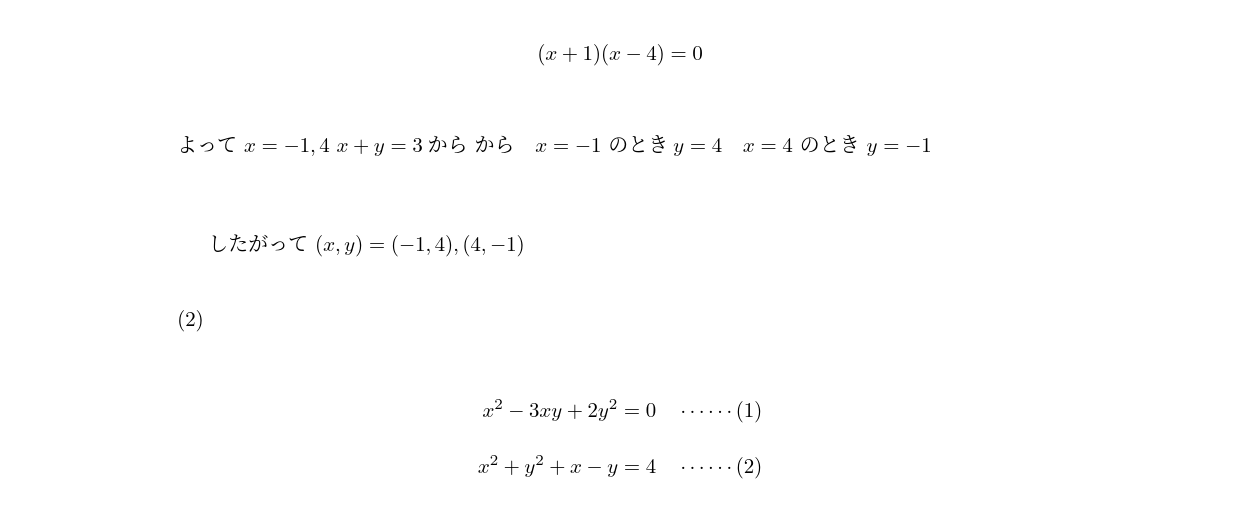 (x + 1)(x − 4) = 0
よって x = −1, 4 x + y = 3 から から　x = −1 のとき y = 4　x = 4 のとき y = −1
したがって (x, y) = (−1, 4), (4, −1)
(2)
x² − 3xy + 2y² = 0　⋯⋯(1)
x² + y² + x − y = 4　⋯⋯(2)